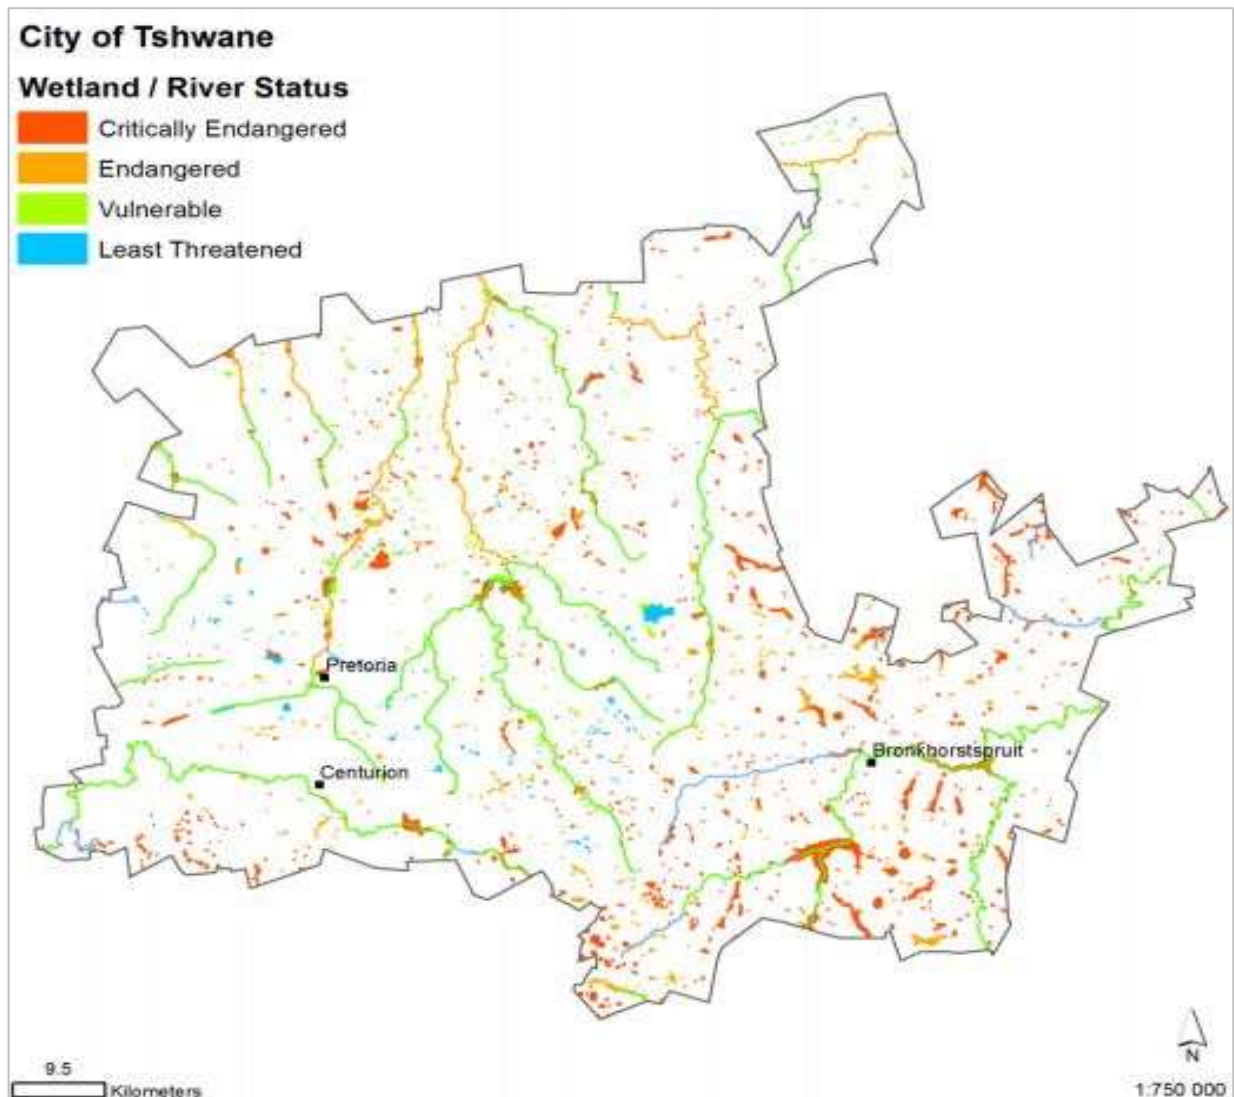 City of Tshwane
Wetland / River Status
Critically Endangered
Endangered
Vulnerable
Least Threatened
Pretoria
Bronkhorstspruit
Centurion
N
9.5
Kilometers
1:750 000